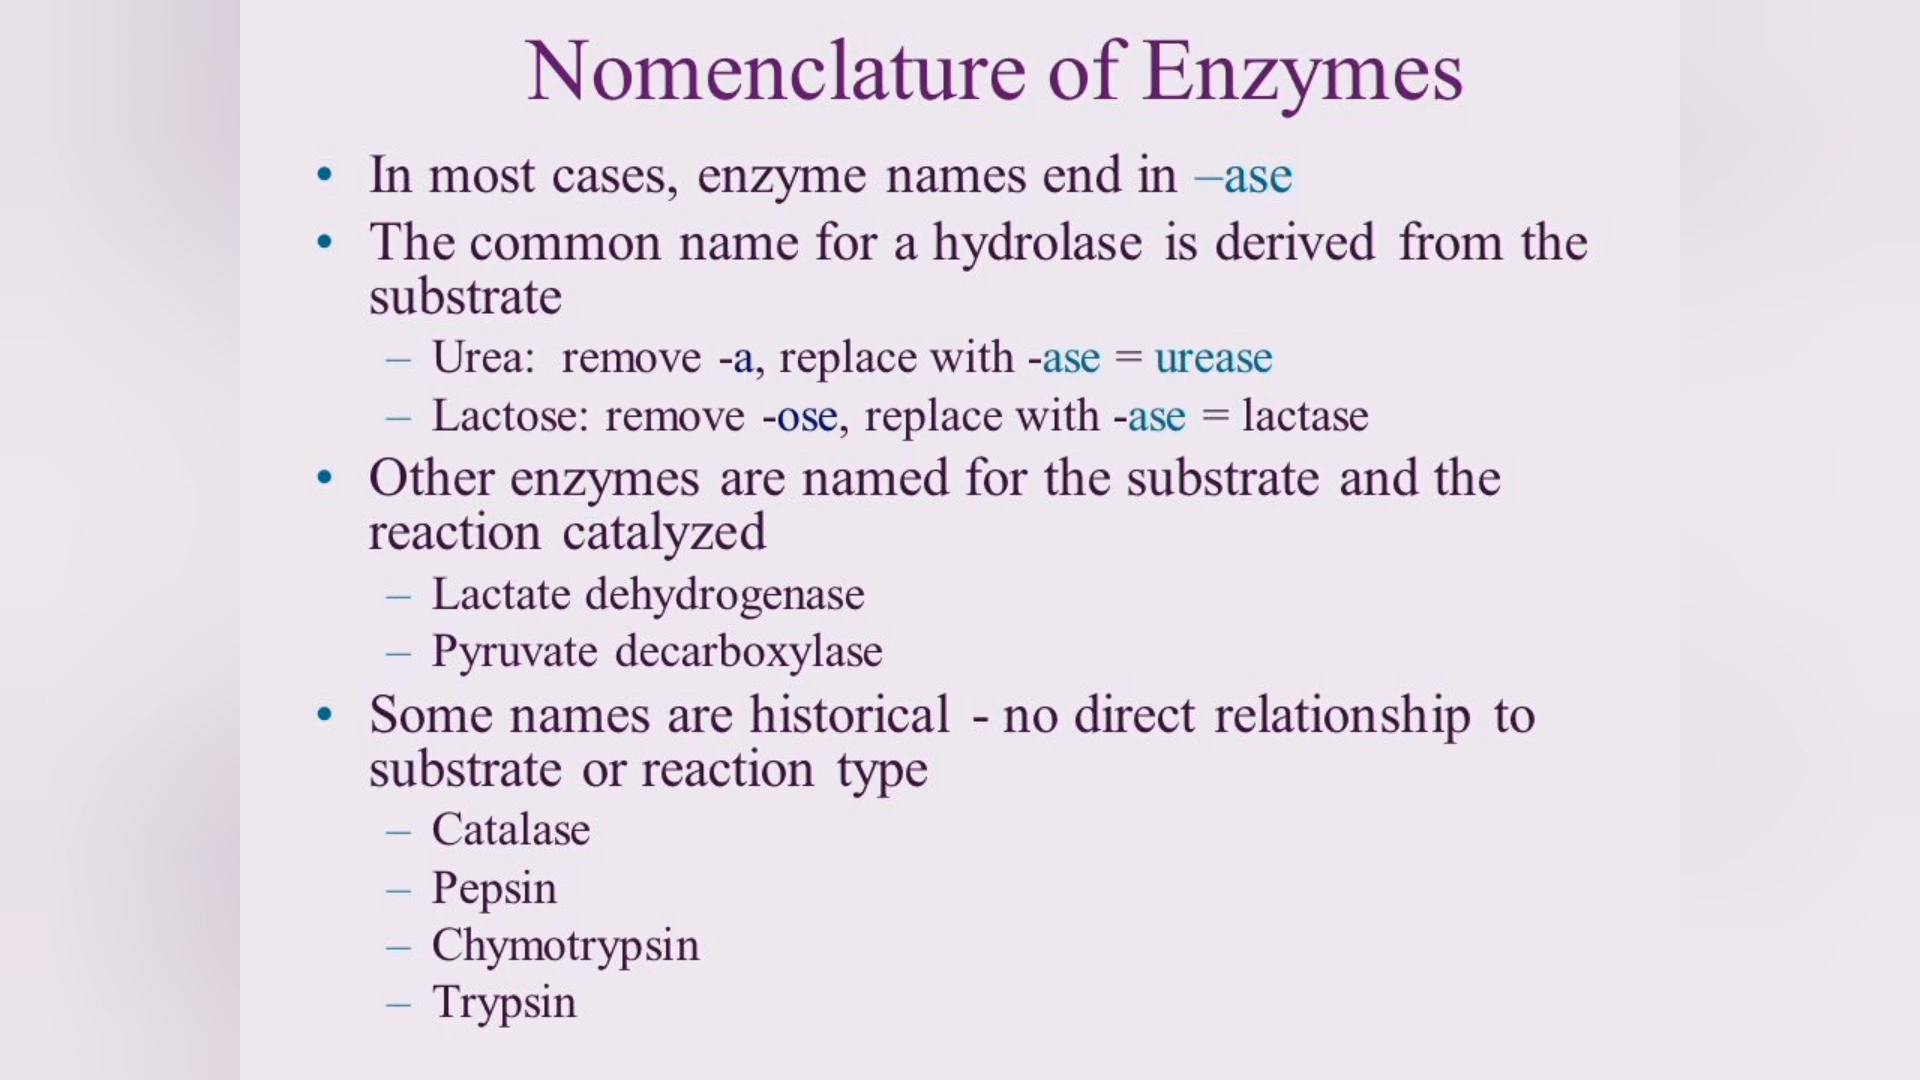 Nomenclature of Enzymes
• In most cases, enzyme names end in –ase
• The common name for a hydrolase is derived from the
substrate
– Urea: remove -a, replace with -ase = urease
– Lactose: remove -ose, replace with -ase = lactase
• Other enzymes are named for the substrate and the
reaction catalyzed
– Lactate dehydrogenase
– Pyruvate decarboxylase
• Some names are historical - no direct relationship to
substrate or reaction type
– Catalase
– Pepsin
– Chymotrypsin
– Trypsin